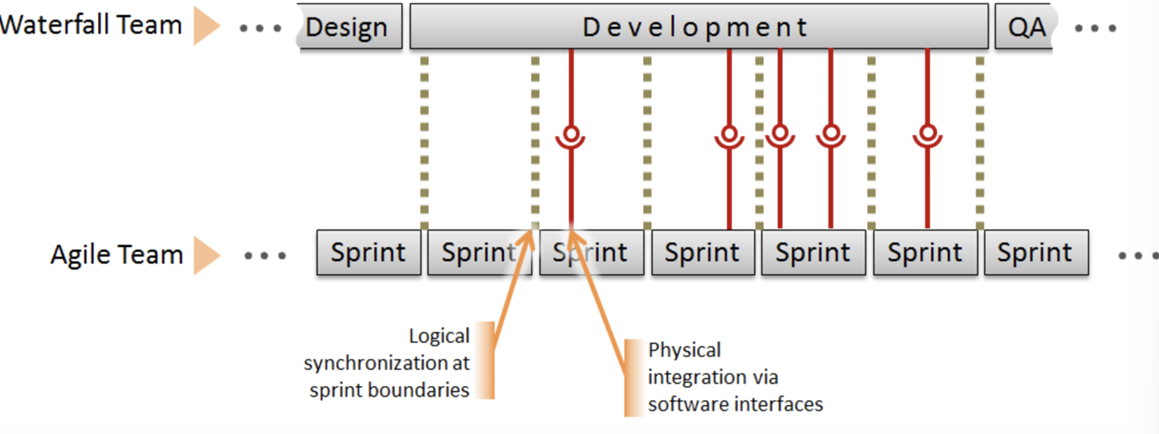 Waterfall Team ••• Design Development QA •••
Agile Team ••• Sprint Sprint Sprint Sprint Sprint Sprint Sprint •••
Logical
synchronization at
sprint boundaries
Physical
integration via
software interfaces